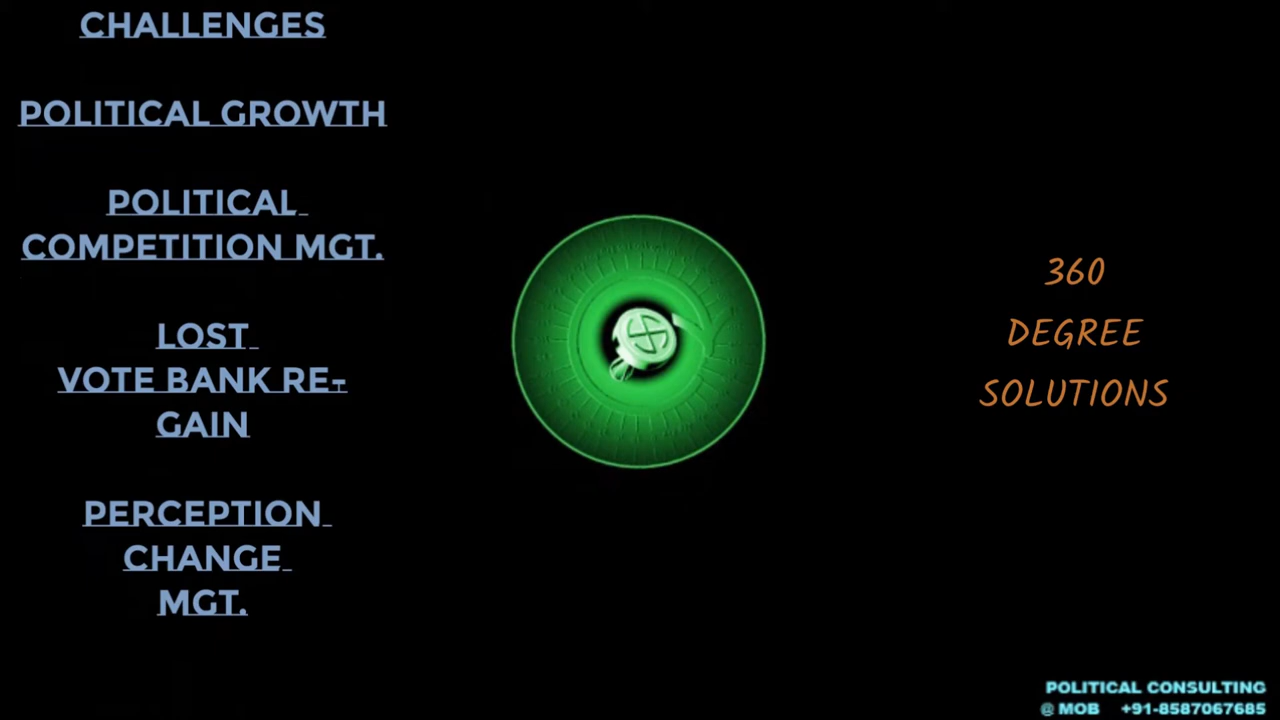 CHALLENGES
POLITICAL GROWTH
POLITICAL
COMPETITION MGT.
LOST
VOTE BANK RE-
GAIN
PERCEPTION
CHANGE
MGT.
360
DEGREE
SOLUTIONS
POLITICAL CONSULTING
@ MOB +91-8587067685